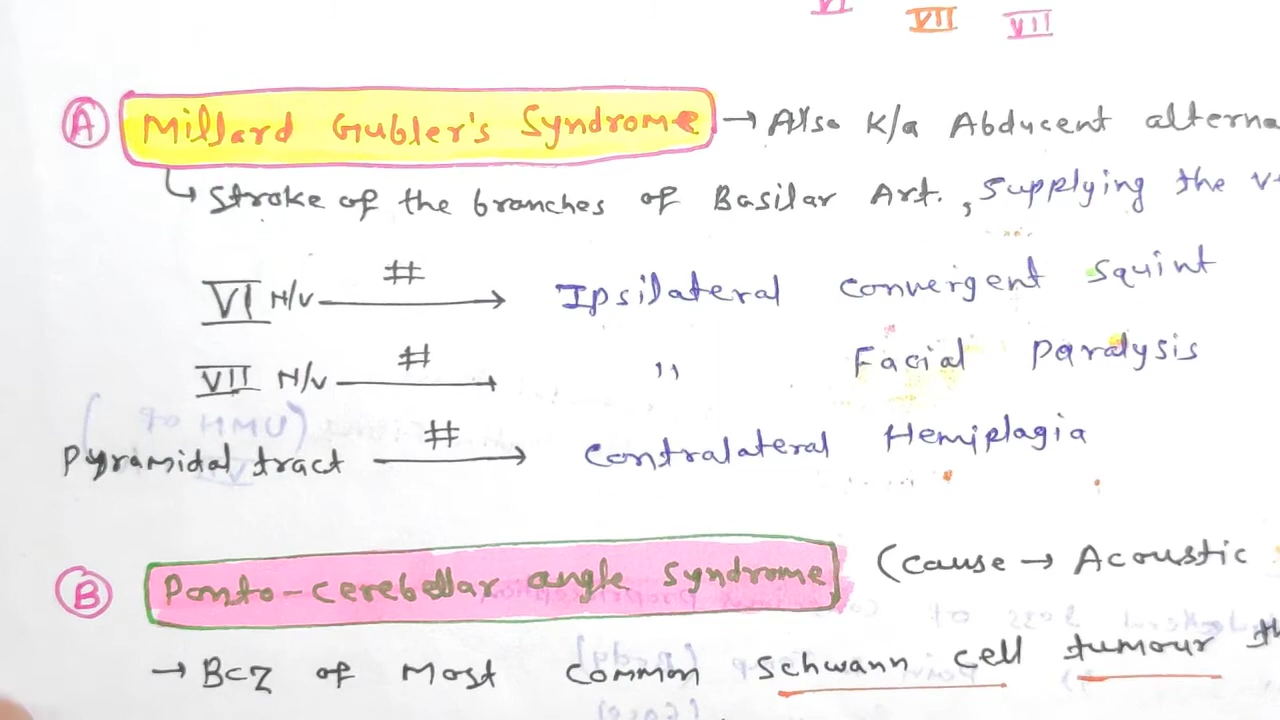 VI VII VII
A Millard Gubler's Syndrome → Also K/a Abducent alterna
↳ Stroke of the branches of Basilar Art., supplying the
VI N/V # → Ipsilateral convergent squint
VII N/V # → " Facial paralysis
Pyramidal tract # → Contralateral Hemiplagia
B Ponto-cerebellar angle syndrome (cause → Acoustic
→ Bcz of Most common Schwann cell tumour th